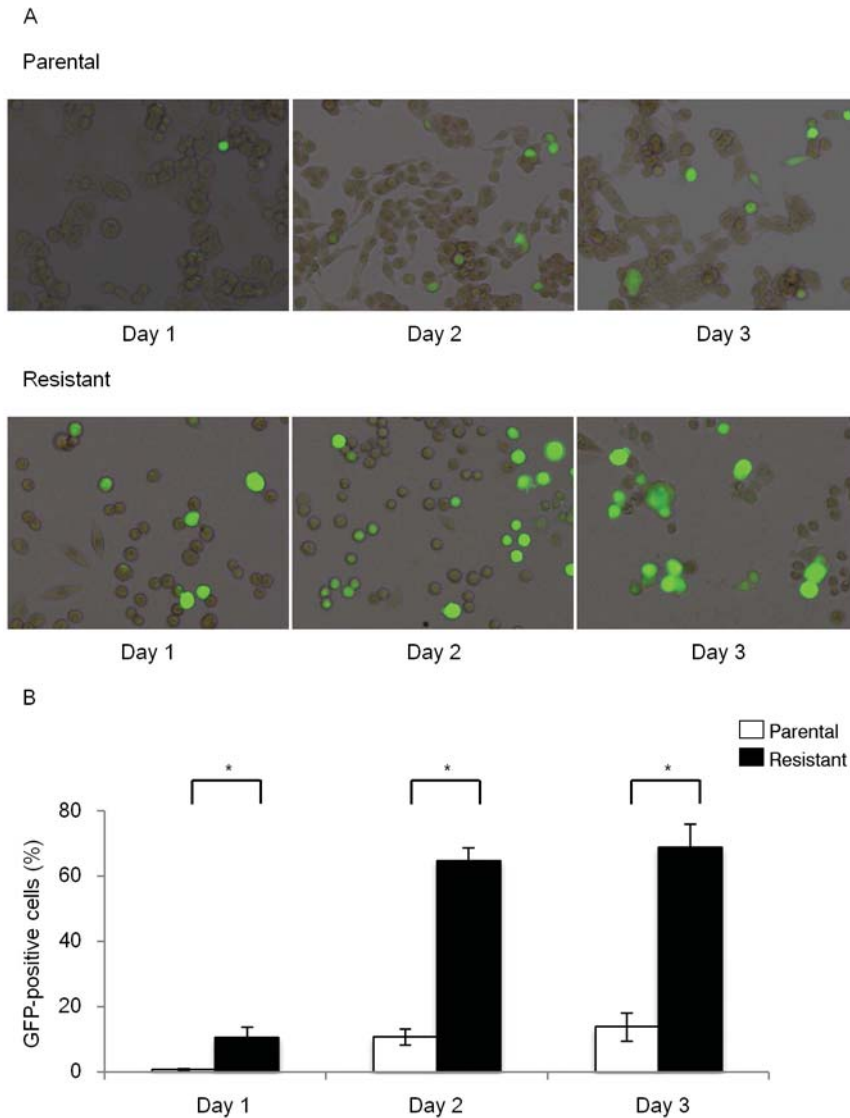 A
Parental
Day 1
Day 2
Day 3
Resistant
Day 1
Day 2
Day 3
B
Parental
Resistant
*
*
*
GFP-positive cells (%)
80
60
40
20
0
Day 1
Day 2
Day 3